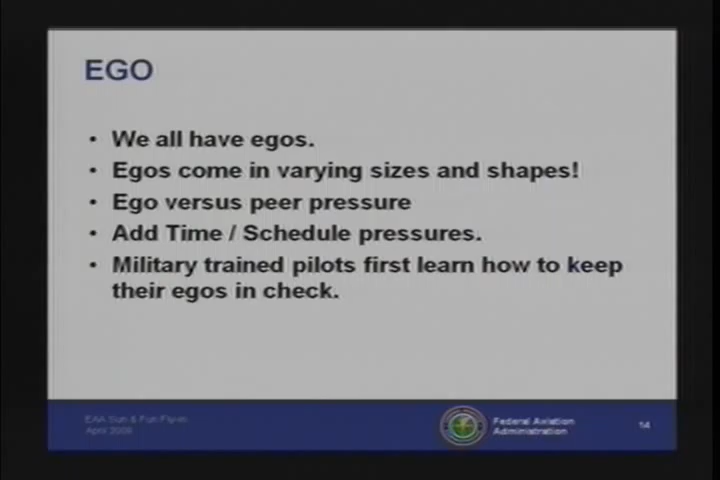 EGO
• We all have egos.
• Egos come in varying sizes and shapes!
• Ego versus peer pressure
• Add Time / Schedule pressures.
• Military trained pilots first learn how to keep
their egos in check.
EAA Sun & Fun Fly-in
April
Federal Aviation
Administration
14